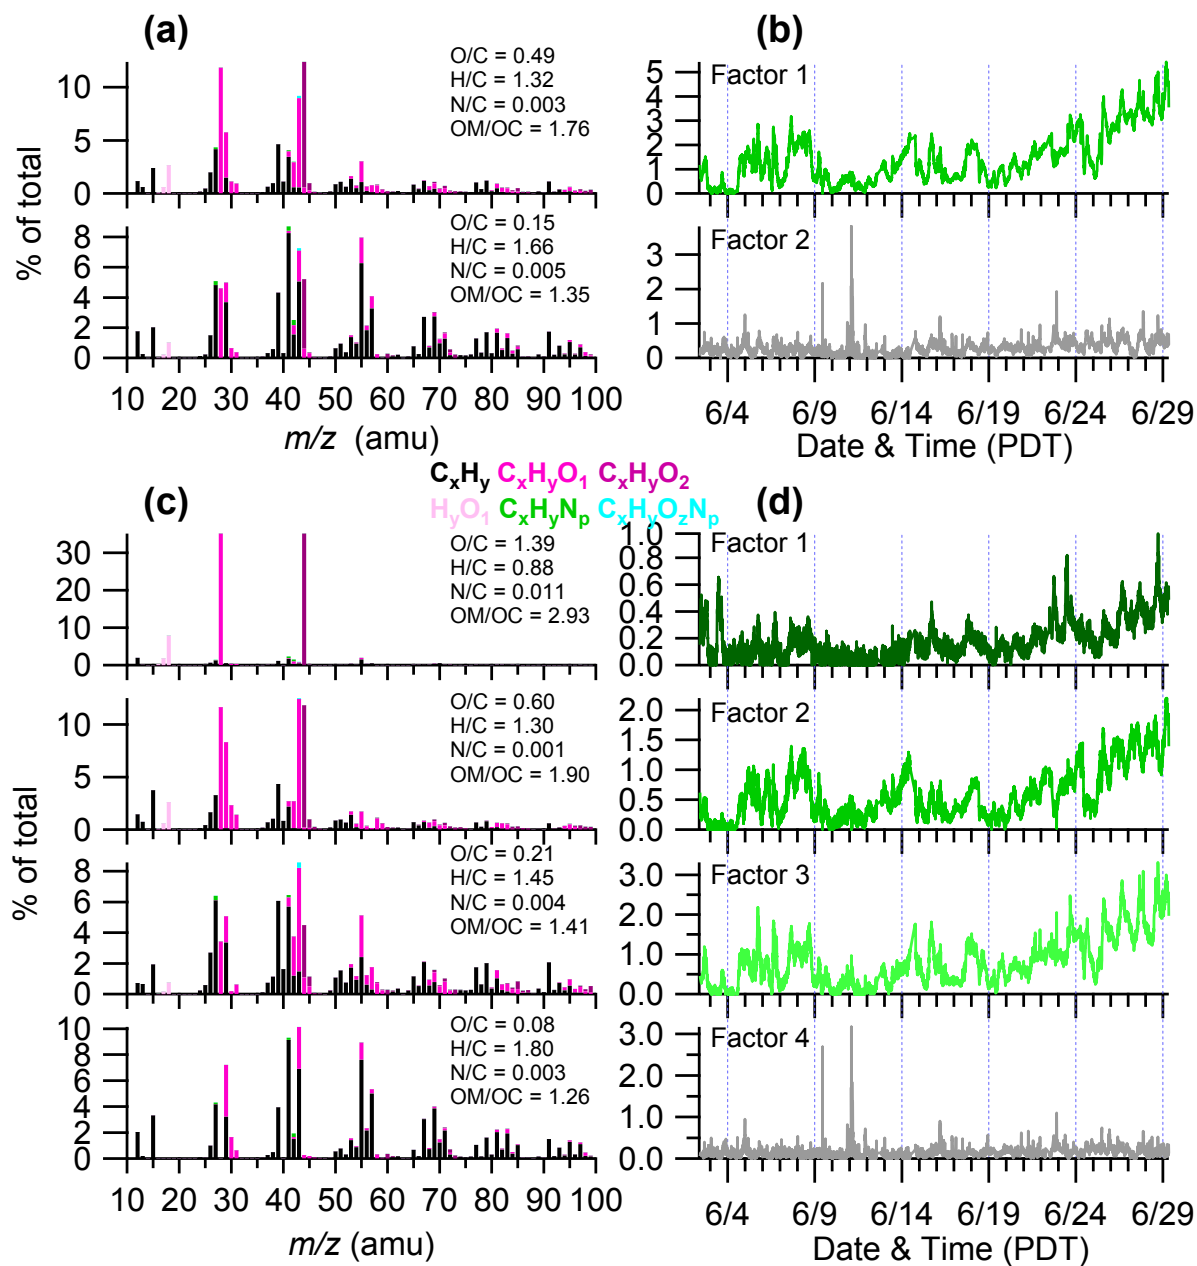 (a)
% of total
10
5
0
O/C = 0.49
H/C = 1.32
N/C = 0.003
OM/OC = 1.76
8
6
4
2
0
O/C = 0.15
H/C = 1.66
N/C = 0.005
OM/OC = 1.35
10 20 30 40 50 60 70 80 90 100
m/z (amu)
(b)
5
4
3
2
1
0
Factor 1
3
2
1
0
Factor 2
6/4 6/9 6/14 6/19 6/24 6/29
Date & Time (PDT)
CxHy CxHyO1 CxHyO2
HyO1 CxHyNp CxHyOzNp
(c)
% of total
30
20
10
0
O/C = 1.39
H/C = 0.88
N/C = 0.011
OM/OC = 2.93
10
5
0
O/C = 0.60
H/C = 1.30
N/C = 0.001
OM/OC = 1.90
8
6
4
2
0
O/C = 0.21
H/C = 1.45
N/C = 0.004
OM/OC = 1.41
10
8
6
4
2
0
O/C = 0.08
H/C = 1.80
N/C = 0.003
OM/OC = 1.26
10 20 30 40 50 60 70 80 90 100
m/z (amu)
(d)
1.0
0.8
0.6
0.4
0.2
0.0
Factor 1
2.0
1.5
1.0
0.5
0.0
Factor 2
3.0
2.0
1.0
0.0
Factor 3
3.0
2.0
1.0
0.0
Factor 4
6/4 6/9 6/14 6/19 6/24 6/29
Date & Time (PDT)